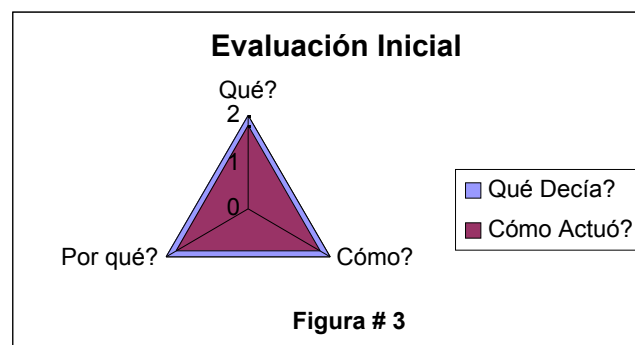 Evaluación Inicial
Qué?
2
1
0
Por qué?
Cómo?
Qué Decía?
Cómo Actuó?
Figura # 3